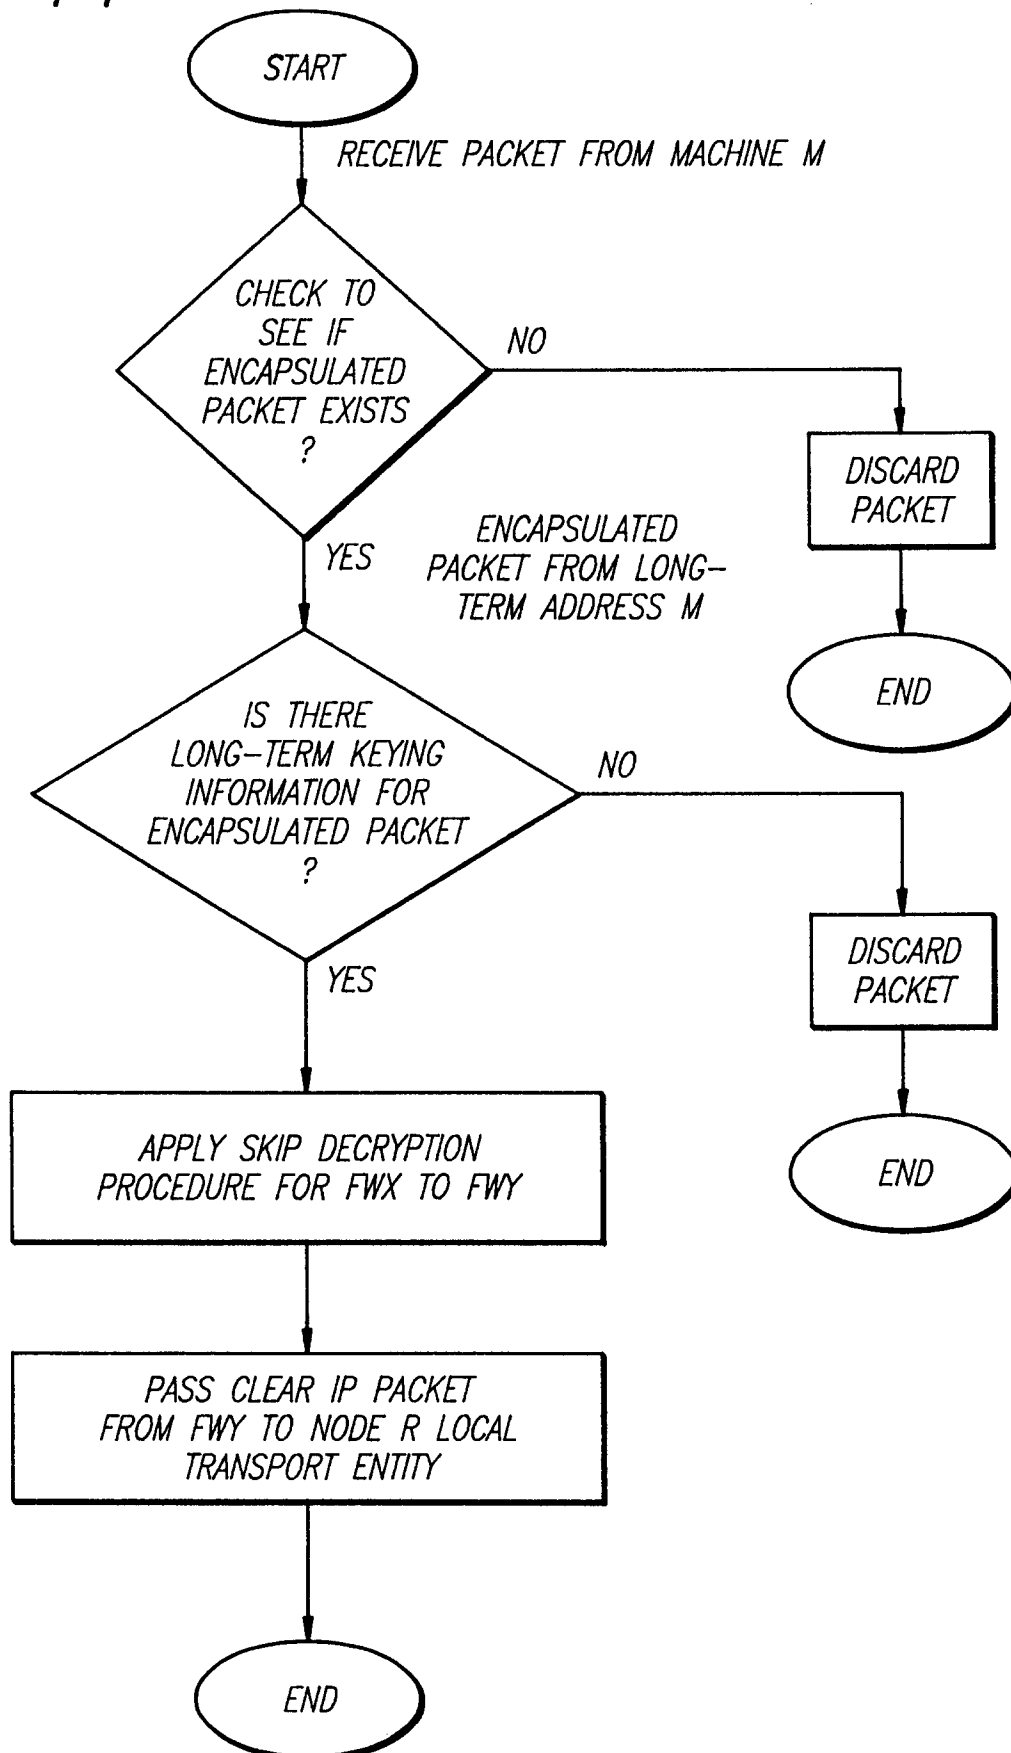 START
RECEIVE PACKET FROM MACHINE M
CHECK TO
SEE IF
ENCAPSULATED
PACKET EXISTS
?
NO
DISCARD
PACKET
END
YES
ENCAPSULATED
PACKET FROM LONG-
TERM ADDRESS M
IS THERE
LONG-TERM KEYING
INFORMATION FOR
ENCAPSULATED PACKET
?
NO
DISCARD
PACKET
END
YES
APPLY SKIP DECRYPTION
PROCEDURE FOR FWX TO FWY
PASS CLEAR IP PACKET
FROM FWY TO NODE R LOCAL
TRANSPORT ENTITY
END